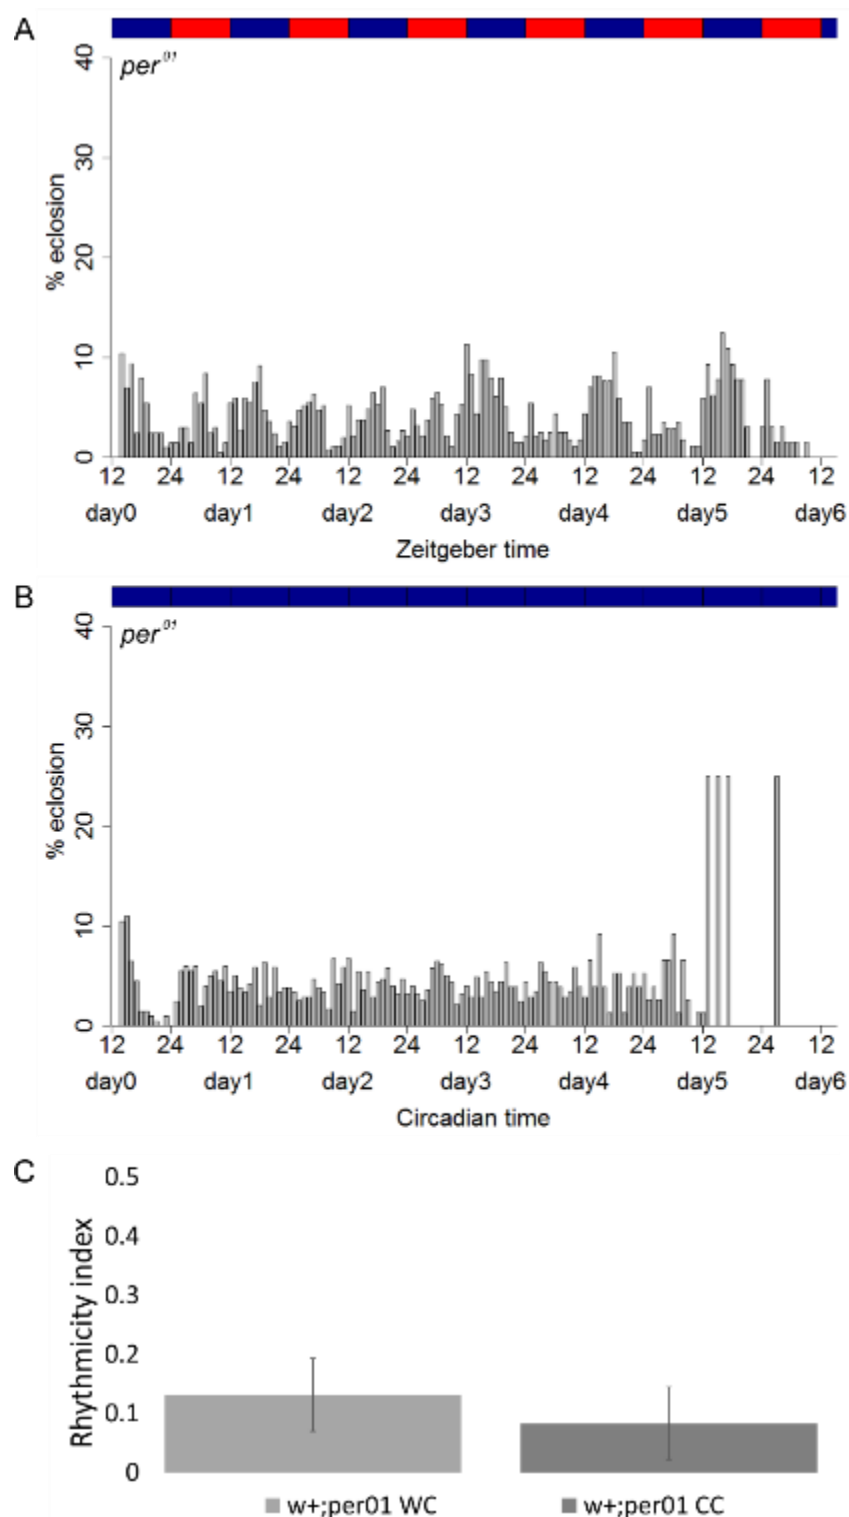 A
per01
40
30
20
10
0
% eclosion
12 24 12 24 12 24 12 24 12 24 12 24 12
day0 day1 day2 day3 day4 day5 day6
Zeitgeber time
B
per01
40
30
20
10
0
% eclosion
12 24 12 24 12 24 12 24 12 24 12 24 12
day0 day1 day2 day3 day4 day5 day6
Circadian time
C
0.5
0.4
0.3
0.2
0.1
0
Rhythmicity index
w+;per01 WC w+;per01 CC